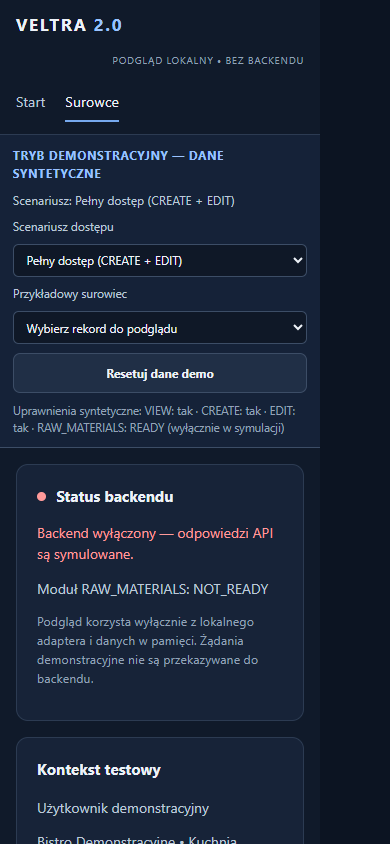 VELTRA 2.0
PODGLĄD LOKALNY • BEZ BACKENDU
Start Surowce
TRYB DEMONSTRACYJNY — DANE
SYNTETYCZNE
Scenariusz: Pełny dostęp (CREATE + EDIT)
Scenariusz dostępu
Pełny dostęp (CREATE + EDIT)
Przykładowy surowiec
Wybierz rekord do podglądu
Resetuj dane demo
Uprawnienia syntetyczne: VIEW: tak · CREATE: tak · EDIT:
tak · RAW_MATERIALS: READY (wyłącznie w symulacji)
Status backendu
Backend wyłączony — odpowiedzi API
są symulowane.
Moduł RAW_MATERIALS: NOT_READY
Podgląd korzysta wyłącznie z lokalnego
adaptera i danych w pamięci. Żądania
demonstracyjne nie są przekazywane do
backendu.
Kontekst testowy
Użytkownik demonstracyjny
Bistro Demonstracyjne • Kuchnia